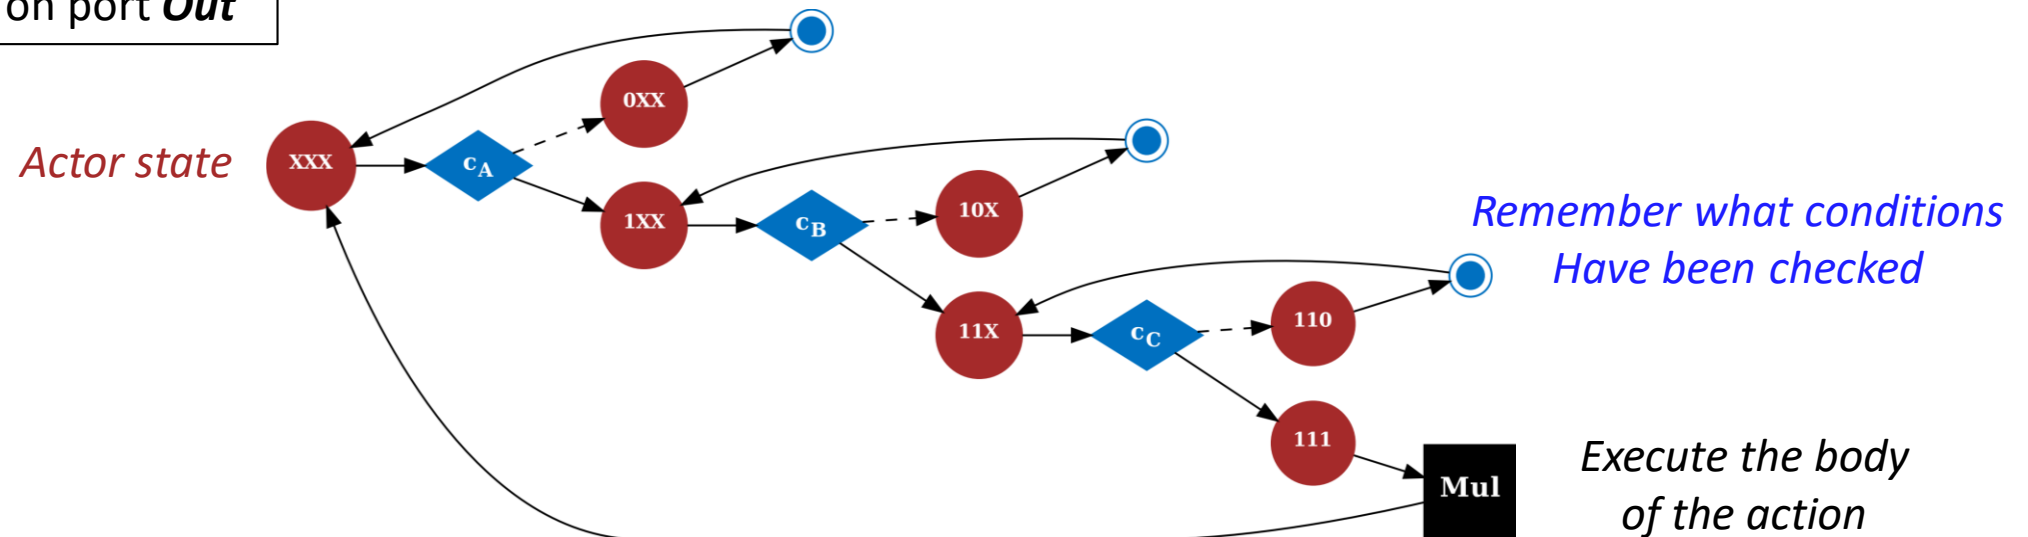 on port Out
0XX
Actor state
XXX
cA
1XX
cB
10X
Remember what conditions
Have been checked
11X
cC
110
111
Mul
Execute the body
of the action